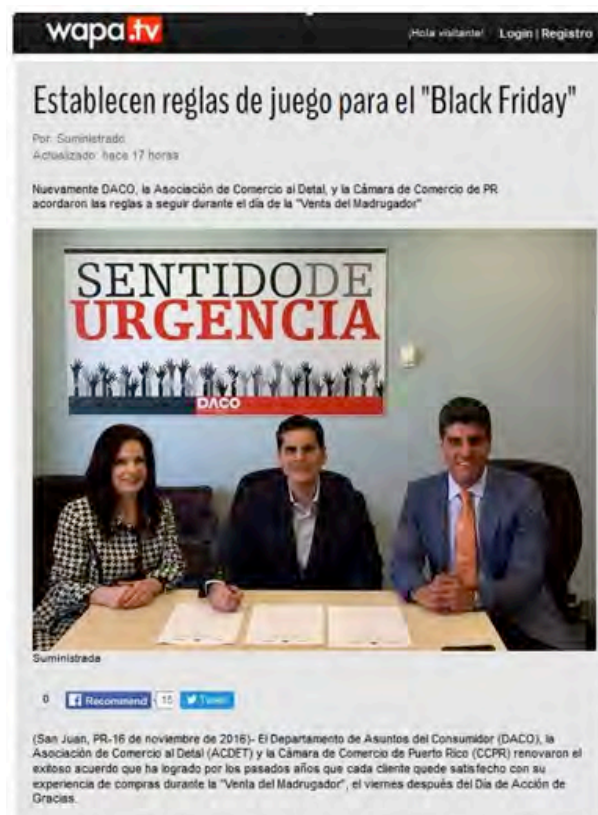 wapa.tv
¡Hola visitante! Login | Registro
Establecen reglas de juego para el "Black Friday"
Por: Suministrado
Actualizado: hace 17 horas
Nuevamente DACO, la Asociación de Comercio al Detal, y la Cámara de Comercio de PR
acordaron las reglas a seguir durante el día de la "Venta del Madrugador"
SENTIDO DE
URGENCIA
DACO
Suministrada
0 Recommend 15 Tweet
(San Juan, PR-16 de noviembre de 2016)- El Departamento de Asuntos del Consumidor (DACO), la
Asociación de Comercio al Detal (ACDET) y la Cámara de Comercio de Puerto Rico (CCPR) renovaron el
exitoso acuerdo que ha logrado por los pasados años que cada cliente quede satisfecho con su
experiencia de compras durante la "Venta del Madrugador", el viernes después del Día de Acción de
Gracias.